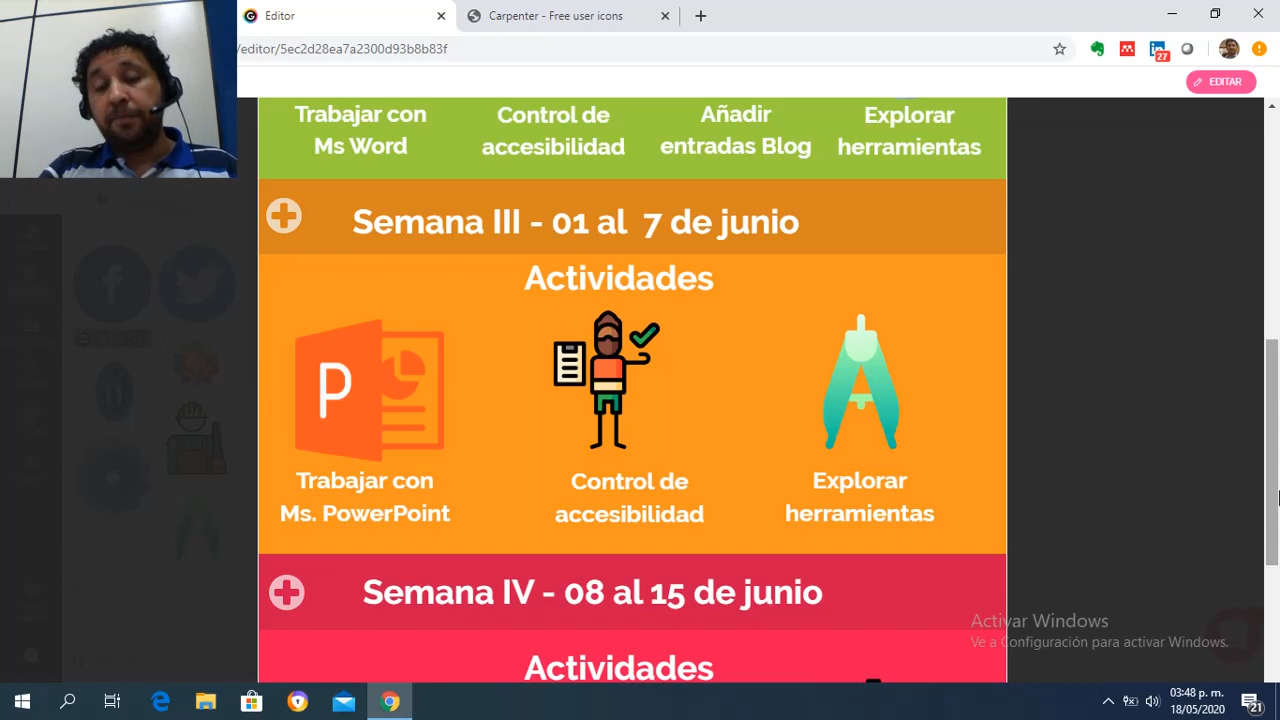 Editor
Carpenter - Free user icons
/editor/5ec2d28ea7a2300d93b8b83f
27
EDITAR
Trabajar con
Ms Word
Control de
accesibilidad
Añadir
entradas Blog
Explorar
herramientas
Semana III - 01 al 7 de junio
Actividades
P
Trabajar con
Ms. PowerPoint
Control de
accesibilidad
Explorar
herramientas
Semana IV - 08 al 15 de junio
Actividades
Activar Windows
Ve a Configuración para activar Windows.
03:48 p. m.
18/05/2020
21